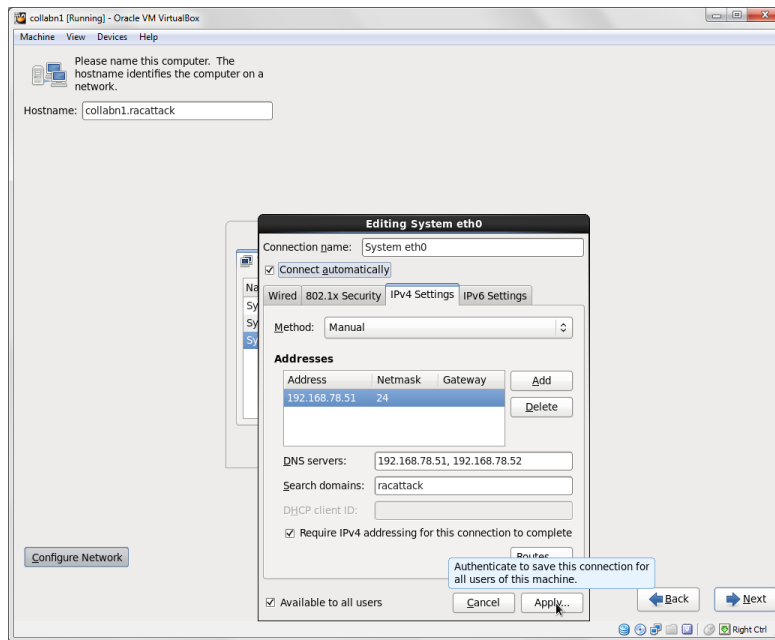 collabn1 [Running] - Oracle VM VirtualBox
Machine View Devices Help
Please name this computer. The
hostname identifies the computer on a
network.
Hostname: collabn1.racattack
Editing System eth0
Connection name: System eth0
Connect automatically
Na
Sy
Sy
Sy
Wired 802.1x Security IPv4 Settings IPv6 Settings
Method: Manual
Addresses
Address Netmask Gateway
192.168.78.51 24
Add
Delete
DNS servers: 192.168.78.51, 192.168.78.52
Search domains: racattack
DHCP client ID:
Require IPv4 addressing for this connection to complete
Routes...
Authenticate to save this connection for
all users of this machine.
Configure Network
Available to all users
Cancel
Apply...
Back
Next
Right Ctrl